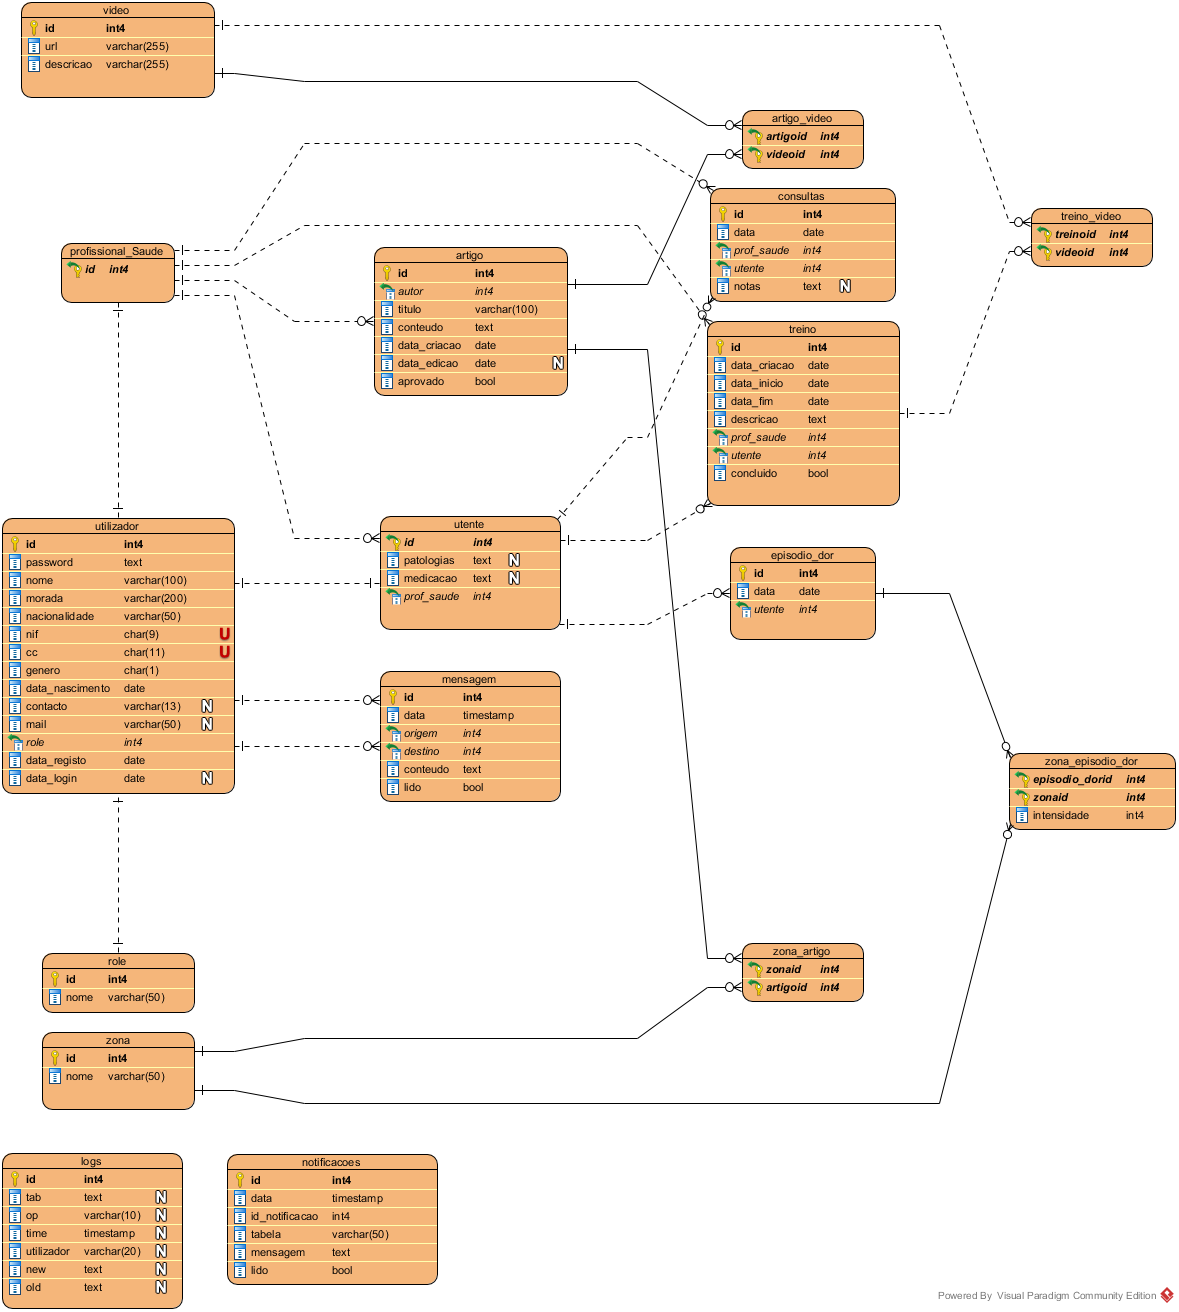 video
id int4
url varchar(255)
descricao varchar(255)
artigo_video
artigoid int4
videoid int4
consultas
id int4
data date
prof_saude int4
utente int4
notas text N
treino_video
treinoid int4
videoid int4
profissional_Saude
id int4
artigo
id int4
autor int4
titulo varchar(100)
conteudo text
data_criacao date
data_edicao date N
aprovado bool
treino
id int4
data_criacao date
data_inicio date
data_fim date
descricao text
prof_saude int4
utente int4
concluido bool
utilizador
id int4
password text
nome varchar(100)
morada varchar(200)
nacionalidade varchar(50)
nif char(9) U
cc char(11) U
genero char(1)
data_nascimento date
contacto varchar(13) N
mail varchar(50) N
role int4
data_registo date
data_login date N
utente
id int4
patologias text N
medicacao text N
prof_saude int4
episodio_dor
id int4
data date
utente int4
mensagem
id int4
data timestamp
origem int4
destino int4
conteudo text
lido bool
zona_episodio_dor
episodio_dorid int4
zonaid int4
intensidade int4
role
id int4
nome varchar(50)
zona_artigo
zonaid int4
artigoid int4
zona
id int4
nome varchar(50)
logs
id int4
tab text N
op varchar(10) N
time timestamp N
utilizador varchar(20) N
new text N
old text N
notificacoes
id int4
data timestamp
id_notificacao int4
tabela varchar(50)
mensagem text
lido bool
Powered By Visual Paradigm Community Edition